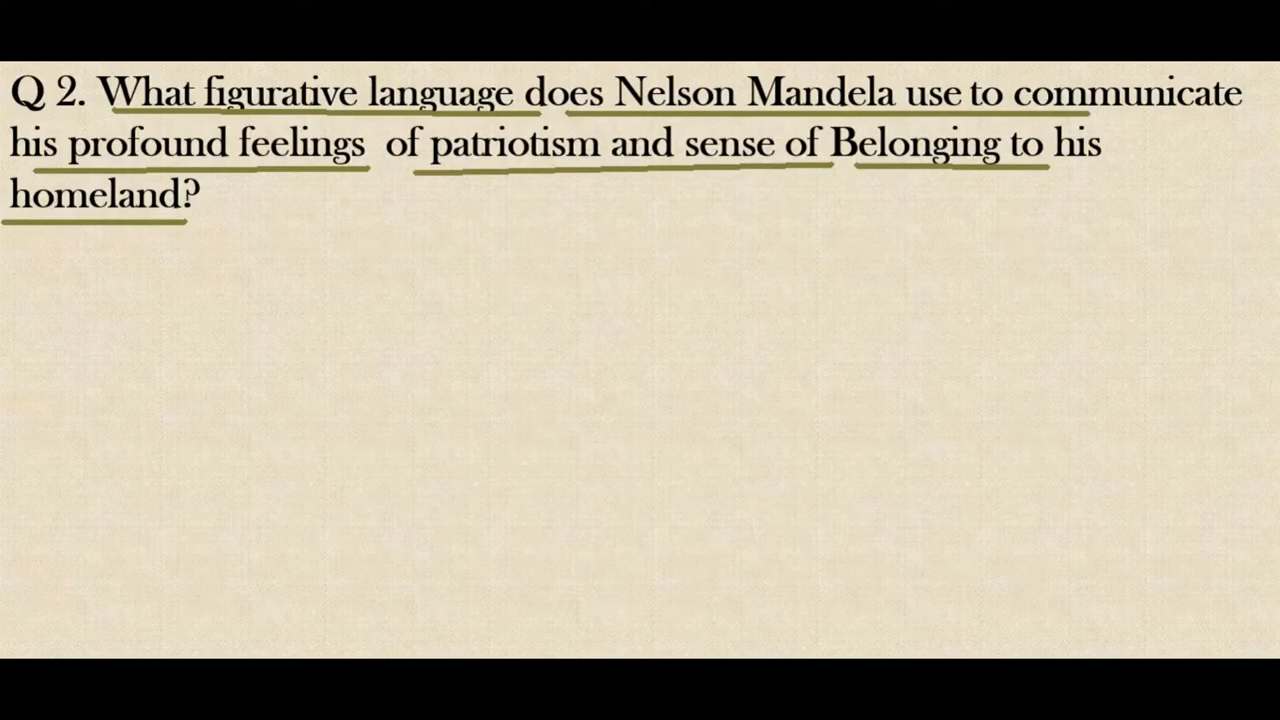 Q 2. What figurative language does Nelson Mandela use to communicate
his profound feelings of patriotism and sense of Belonging to his
homeland?